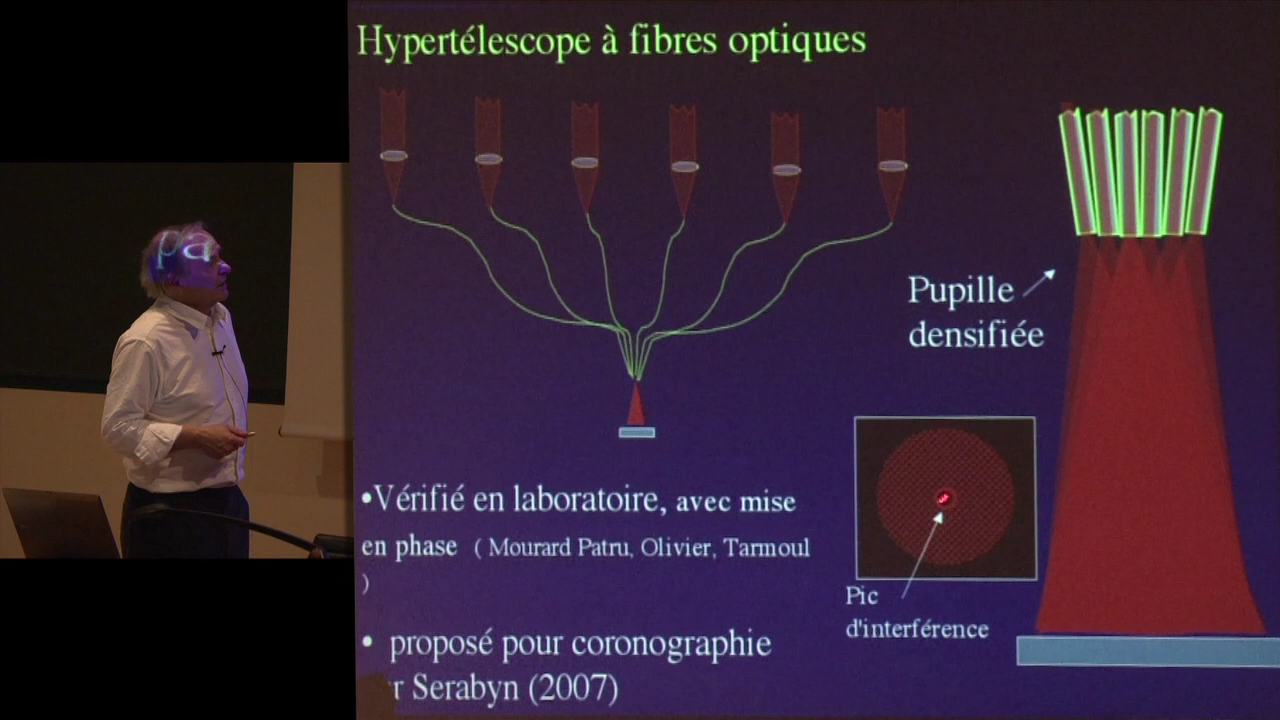 Hypertélescope à fibres optiques
Pupille
densifiée
•Vérifié en laboratoire, avec mise
en phase ( Mourard Patru, Olivier, Tarmoul
)
Pic
d'interférence
• proposé pour coronographie
r Serabyn (2007)